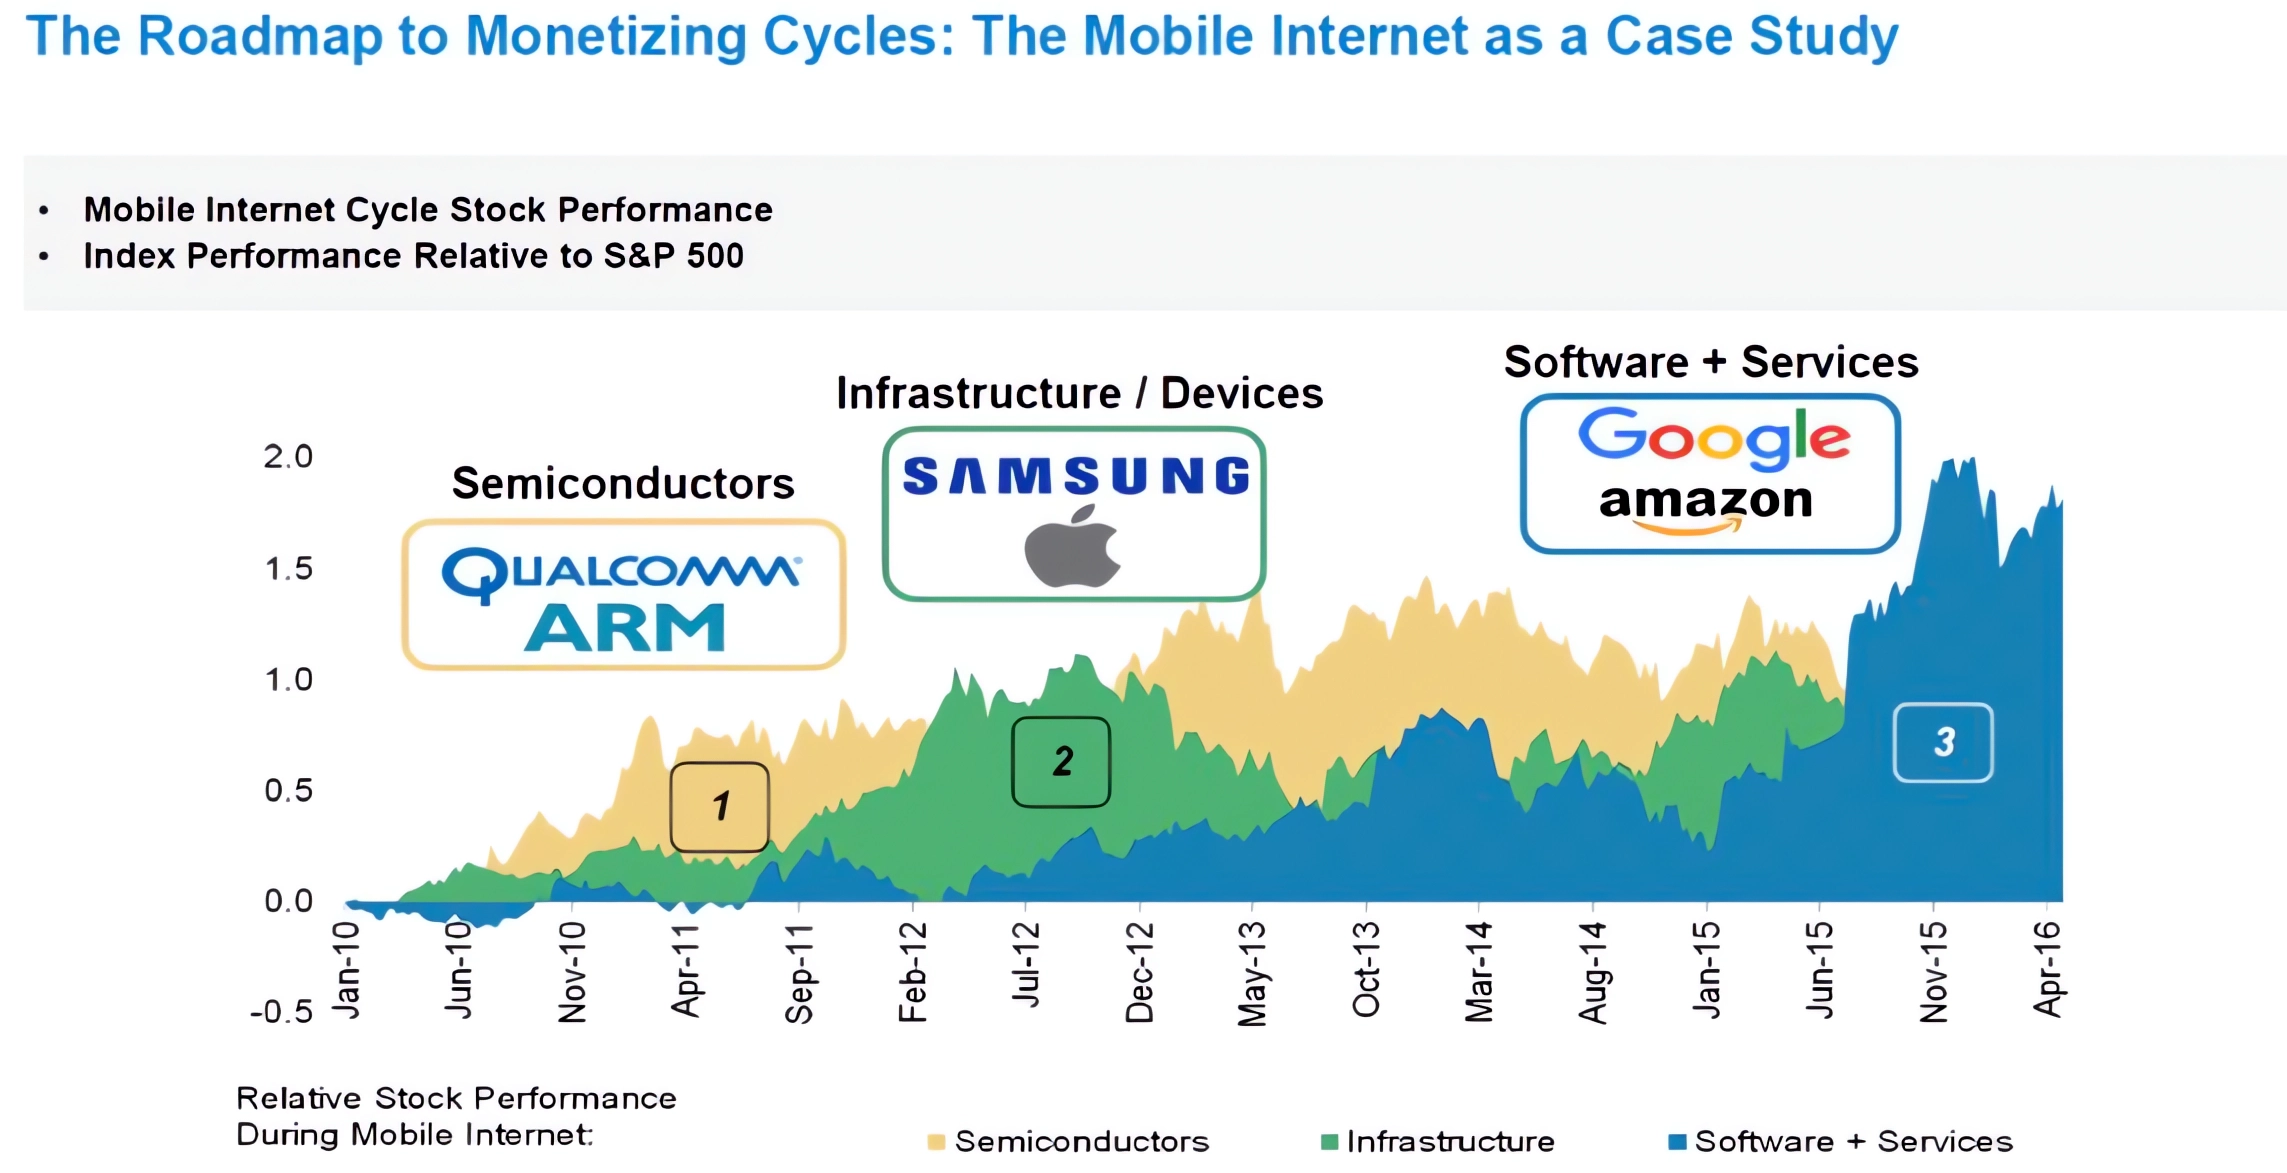 The Roadmap to Monetizing Cycles: The Mobile Internet as a Case Study
• Mobile Internet Cycle Stock Performance
• Index Performance Relative to S&P 500
Semiconductors
QUALCOMM
ARM
Infrastructure / Devices
SAMSUNG
Software + Services
Google
amazon
2.0
1.5
1.0
0.5
0.0
-0.5
1
2
3
Jan-10
Jun-10
Nov-10
Apr-11
Sep-11
Feb-12
Jul-12
Dec-12
May-13
Oct-13
Mar-14
Aug-14
Jan-15
Jun-15
Nov-15
Apr-16
Relative Stock Performance
During Mobile Internet:
Semiconductors
Infrastructure
Software + Services